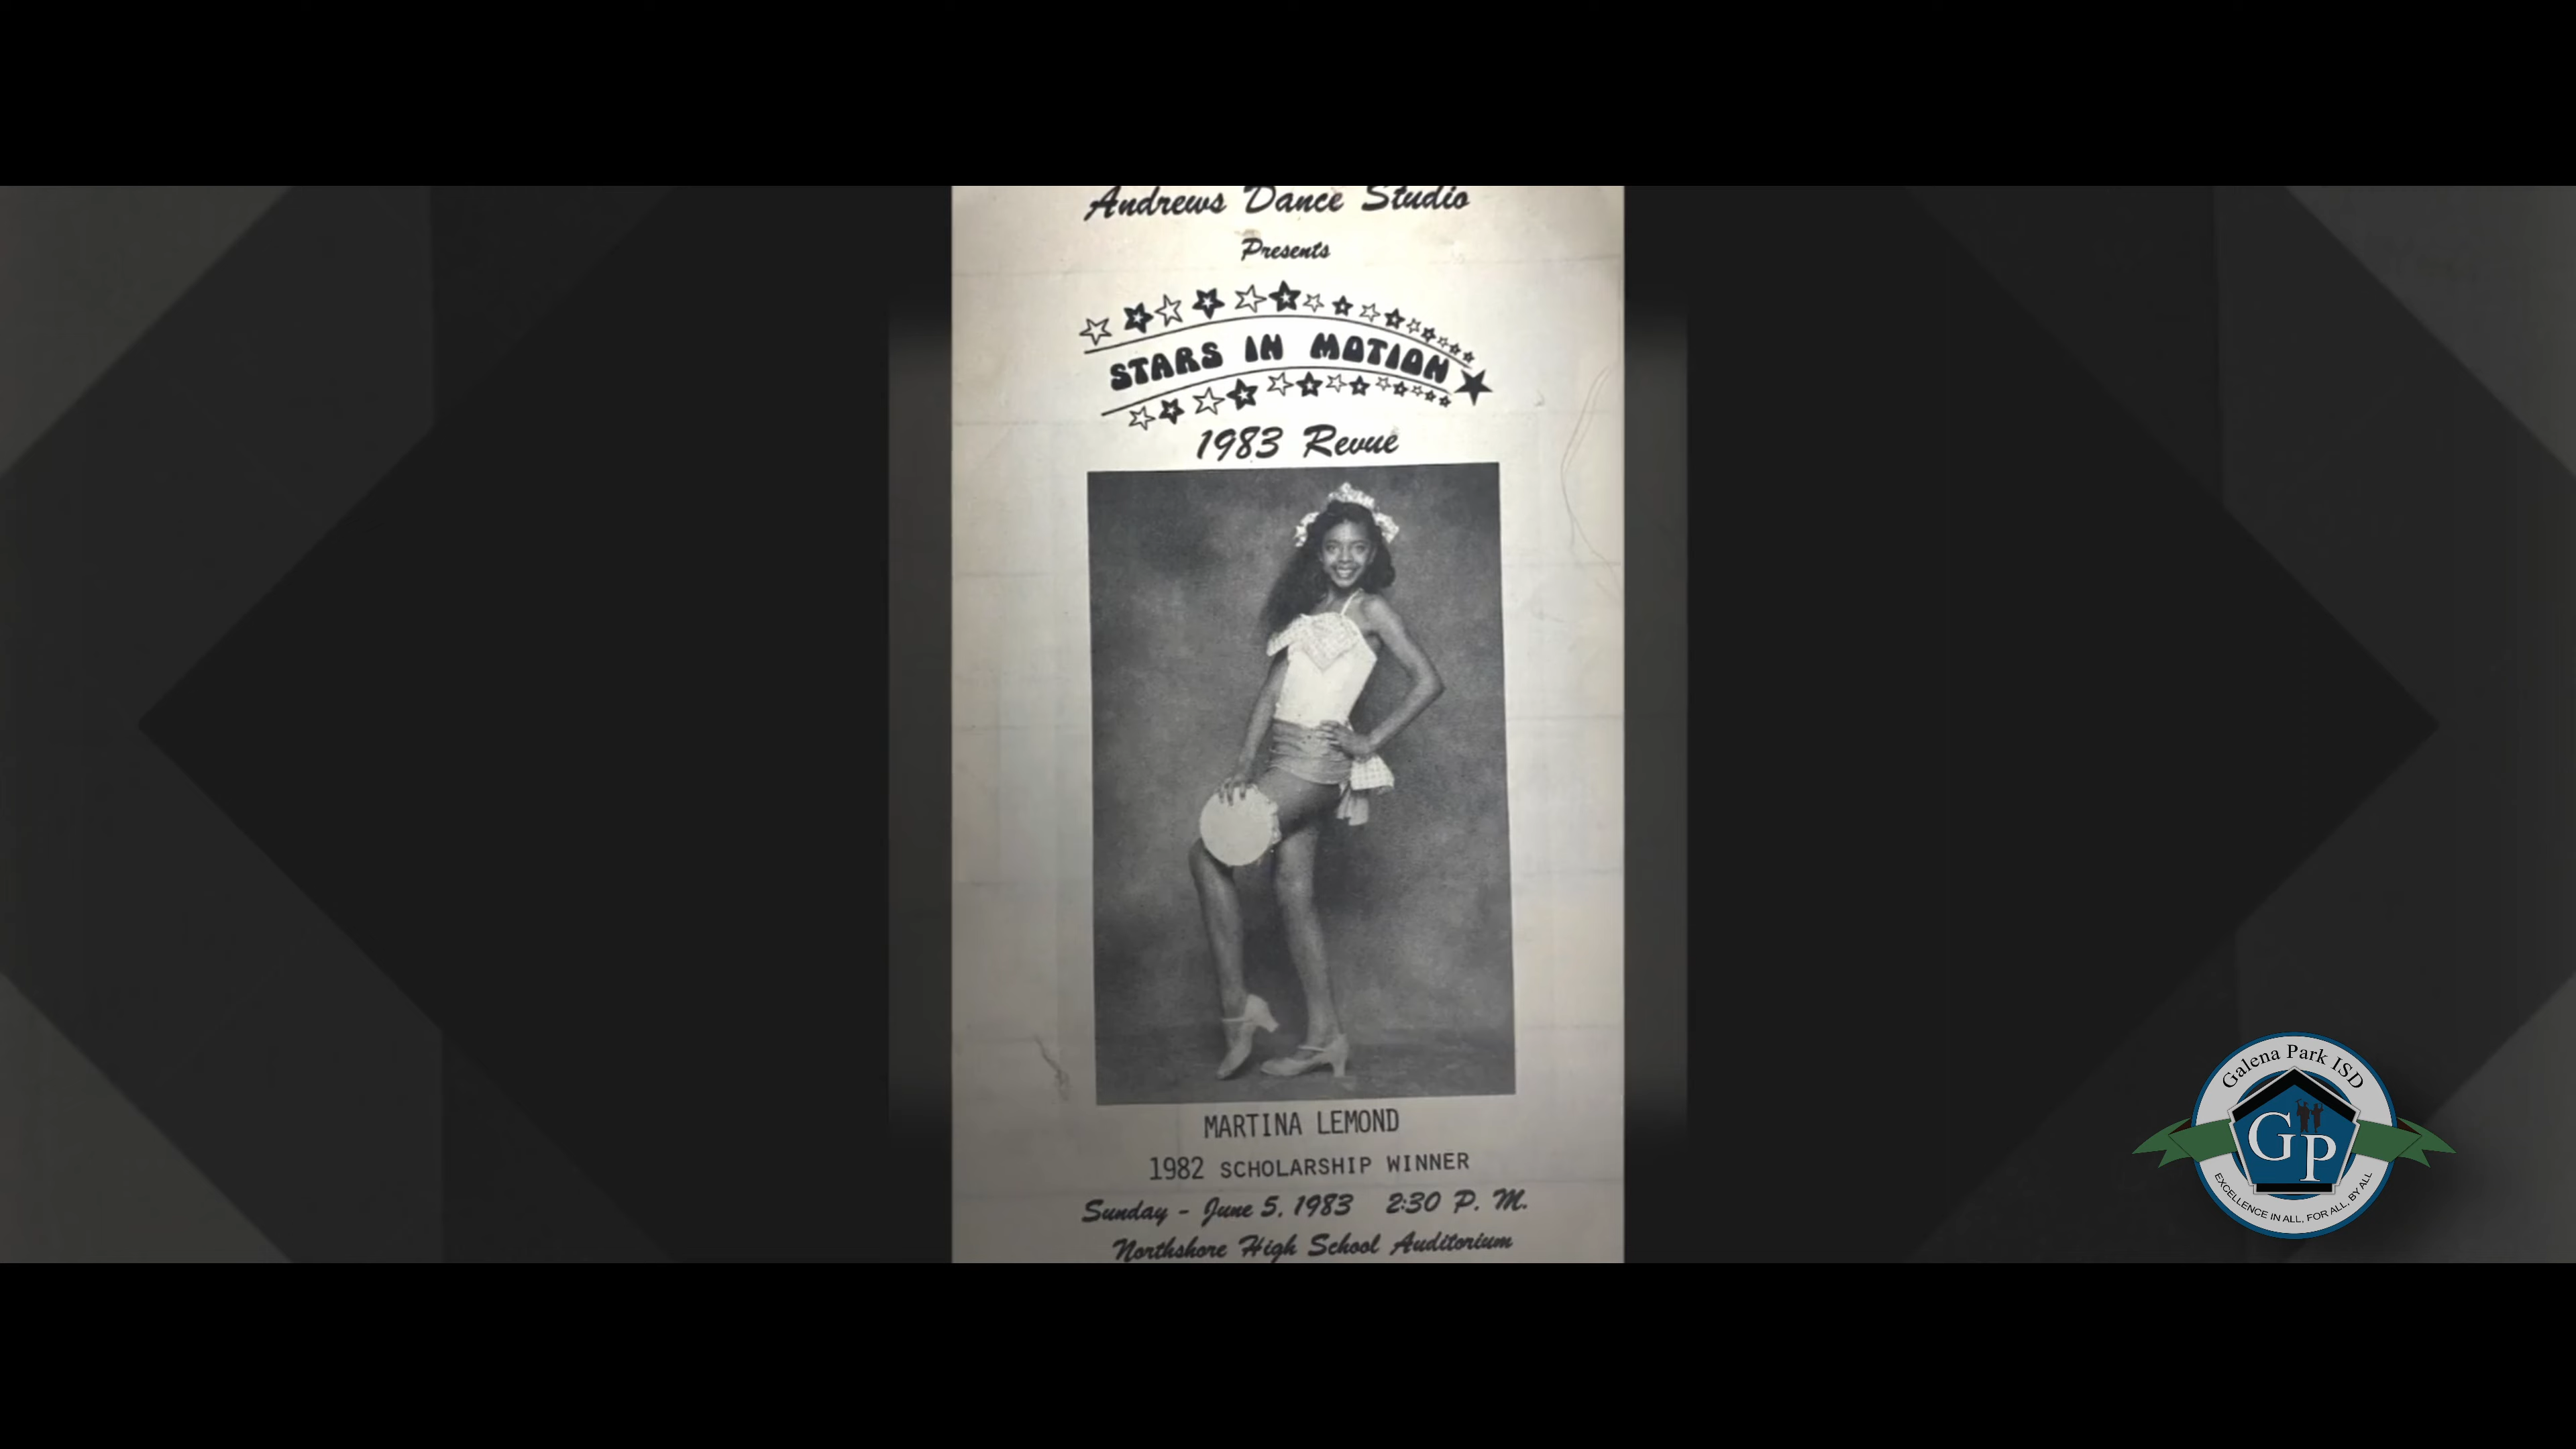 Andrews Dance Studio
Presents
STARS IN MOTION
1983 Revue
MARTINA LEMOND
1982 SCHOLARSHIP WINNER
Sunday - June 5, 1983 2:30 P. M.
Northshore High School Auditorium
Galena Park ISD
GP
EXCELLENCE IN ALL, FOR ALL, BY ALL